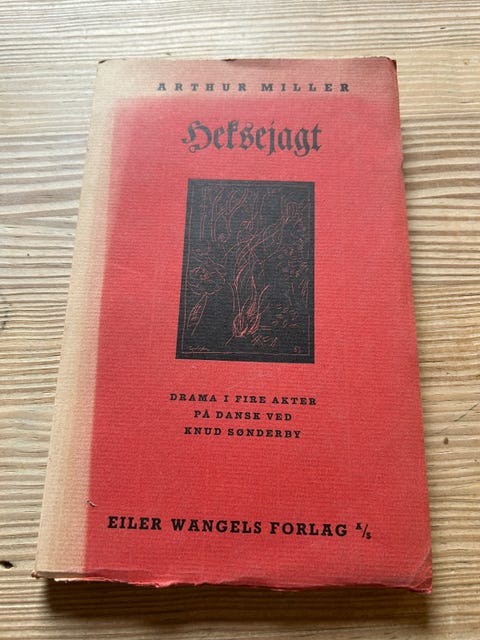 ARTHUR MILLER
Heksejagt
DRAMA I FIRE AKTER
PÅ DANSK VED
KNUD SØNDERBY
EILER WANGELS FORLAG A/S